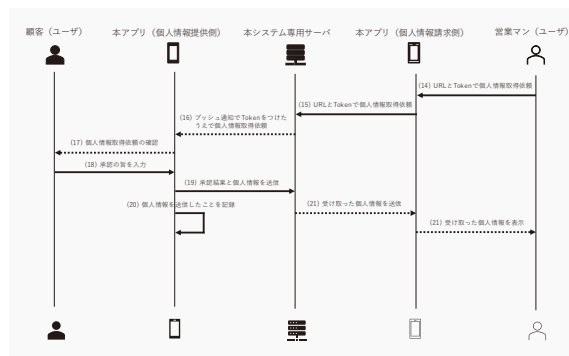 顧客（ユーザ）
本アプリ（個人情報提供側）
本システム専用サーバ
本アプリ（個人情報請求側）
営業マン（ユーザ）
(14) URLとTokenで個人情報取得依頼
(15) URLとTokenで個人情報取得依頼
(16) プッシュ通知でTokenをつけた
うえで個人情報取得依頼
(17) 個人情報取得依頼の確認
(18) 承認の旨を入力
(19) 承認結果と個人情報を送信
(20) 個人情報を送信したことを記録
(21) 受け取った個人情報を送信
(21) 受け取った個人情報を表示